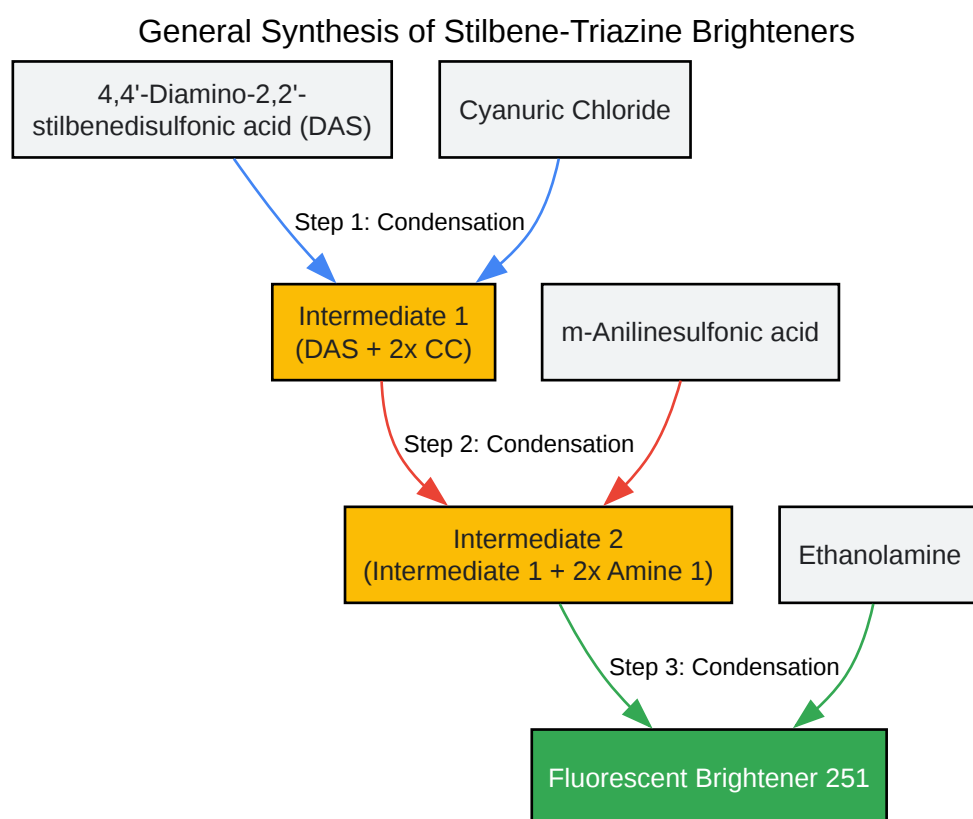 General Synthesis of Stilbene-Triazine Brighteners
4,4'-Diamino-2,2'-
stilbenedisulfonic acid (DAS)
Cyanuric Chloride
Step 1: Condensation
Intermediate 1
(DAS + 2x CC)
m-Anilinesulfonic acid
Step 2: Condensation
Intermediate 2
(Intermediate 1 + 2x Amine 1)
Ethanolamine
Step 3: Condensation
Fluorescent Brightener 251